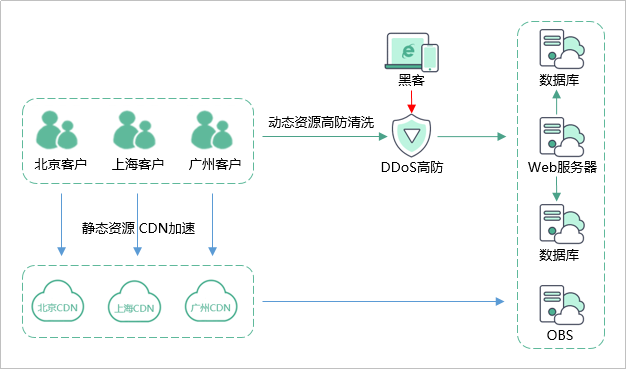 黑客
数据库
动态资源高防清洗
北京客户
上海客户
广州客户
DDoS高防
Web服务器
静态资源 CDN加速
数据库
北京CDN
上海CDN
广州CDN
OBS